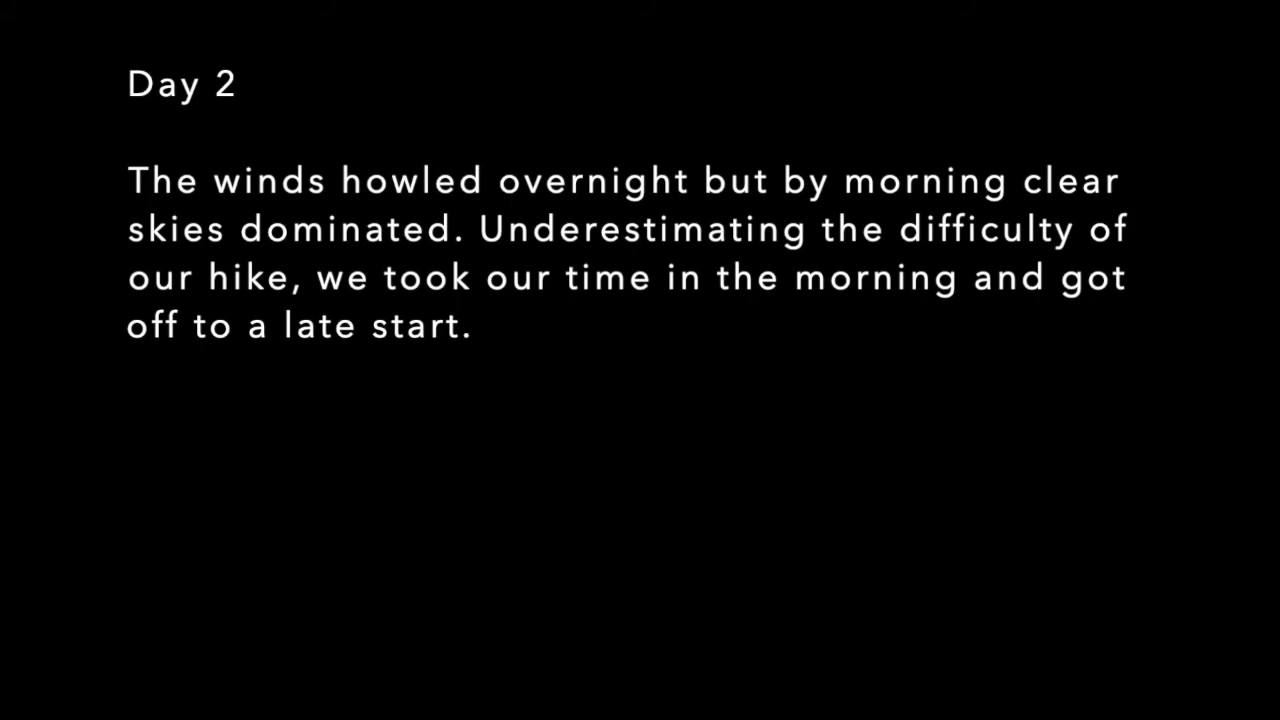 Day 2
The winds howled overnight but by morning clear
skies dominated. Underestimating the difficulty of
our hike, we took our time in the morning and got
off to a late start.